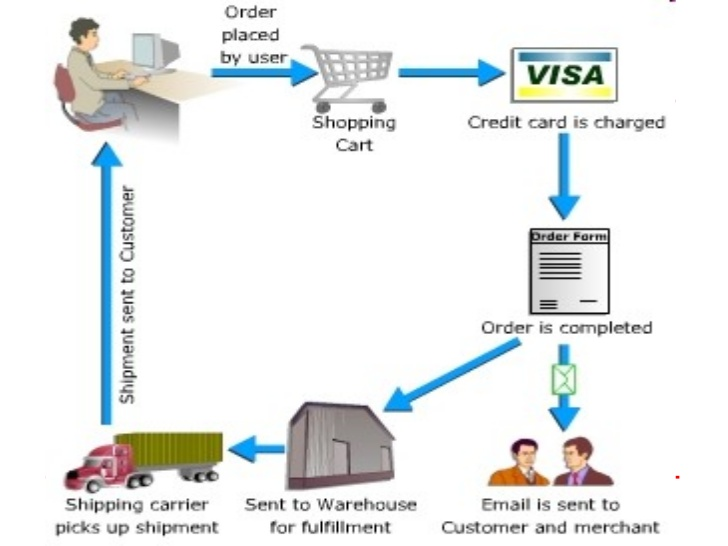 Order
placed
by user
Shopping
Cart
VISA
Credit card is charged
Order Form
Order is completed
Shipment sent to Customer
Shipping carrier
picks up shipment
Sent to Warehouse
for fulfillment
Email is sent to
Customer and merchant